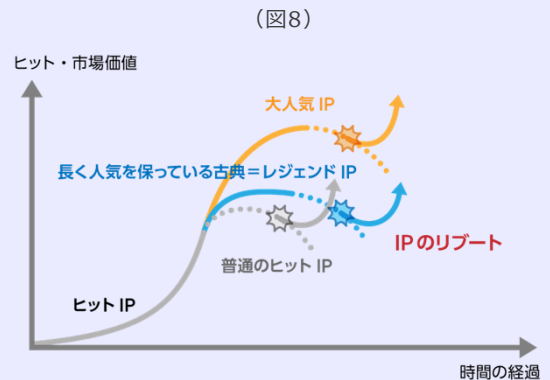 （図8）
ヒット・市場価値
大人気 IP
長く人気を保っている古典＝レジェンド IP
IP のリブート
普通のヒット IP
ヒット IP
時間の経過